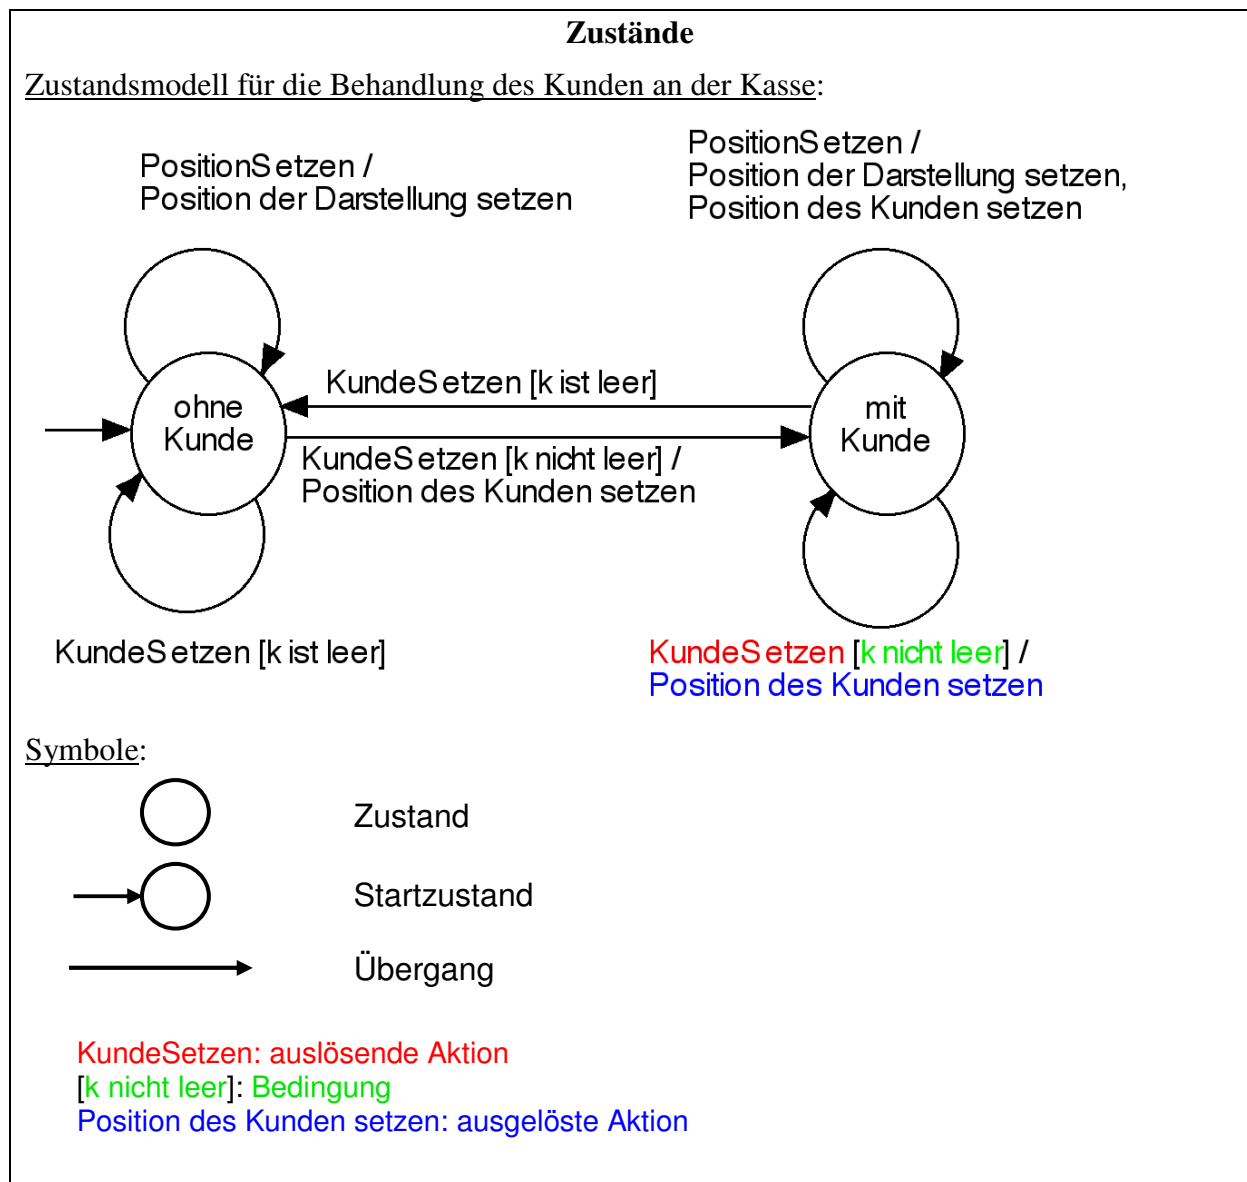 Zustände
Zustandsmodell für die Behandlung des Kunden an der Kasse:
PositionSetzen /
Position der Darstellung setzen
PositionSetzen /
Position der Darstellung setzen,
Position des Kunden setzen
KundeSetzen [k ist leer]
ohne
Kunde
mit
Kunde
KundeSetzen [k nicht leer] /
Position des Kunden setzen
KundeSetzen [k ist leer]
KundeSetzen [k nicht leer] /
Position des Kunden setzen
Symbole:
Zustand
Startzustand
Übergang
KundeSetzen: auslösende Aktion
[k nicht leer]: Bedingung
Position des Kunden setzen: ausgelöste Aktion